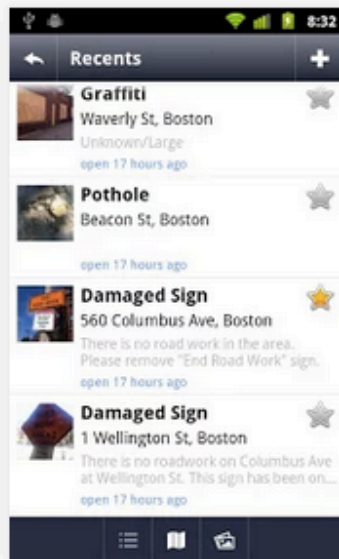 8:32
Recents
Graffiti
Waverly St, Boston
Unknown/Large
open 17 hours ago
Pothole
Beacon St, Boston
open 17 hours ago
Damaged Sign
560 Columbus Ave, Boston
There is no road work in the area.
Please remove "End Road Work" sign.
open 17 hours ago
Damaged Sign
1 Wellington St, Boston
There is no roadwork on Columbus Ave
at Wellington St. This sign has been on...
open 17 hours ago